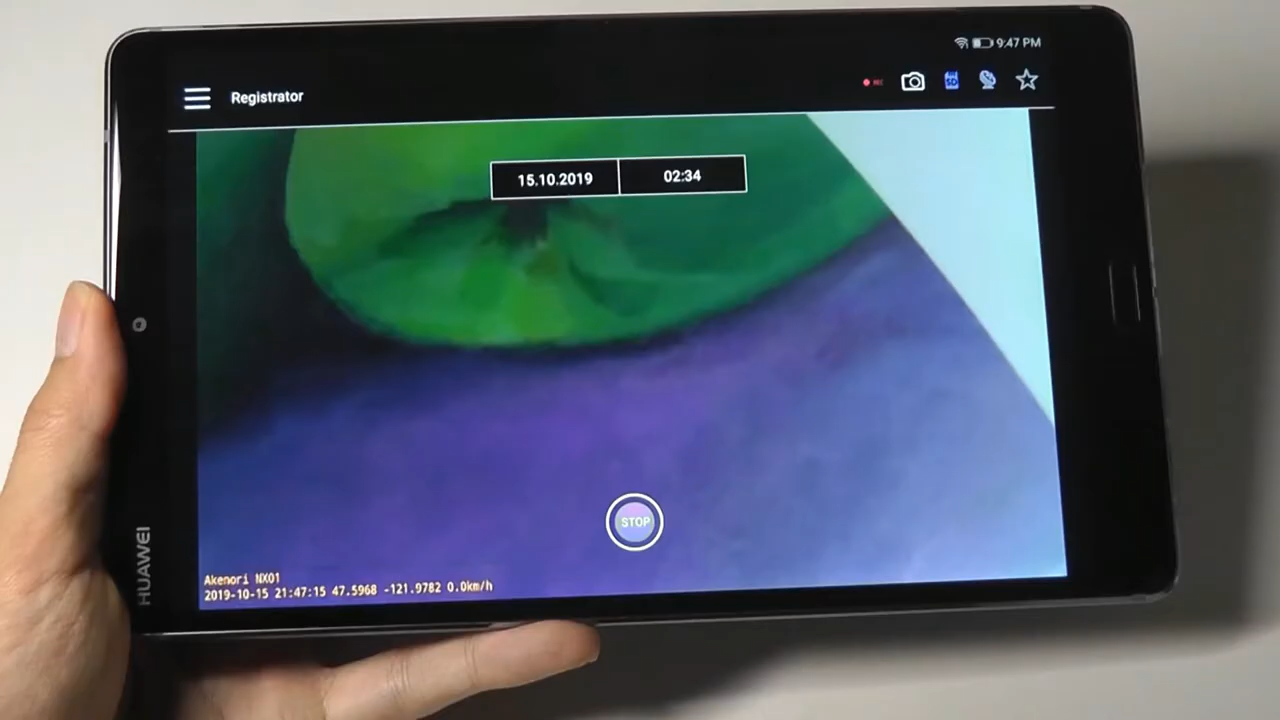 9:47 PM
Registrator
REC
SD
15.10.2019 02:34
STOP
Akenori NX01
2019-10-15 21:47:15 47.5968 -121.9782 0.0km/h
HUAWEI